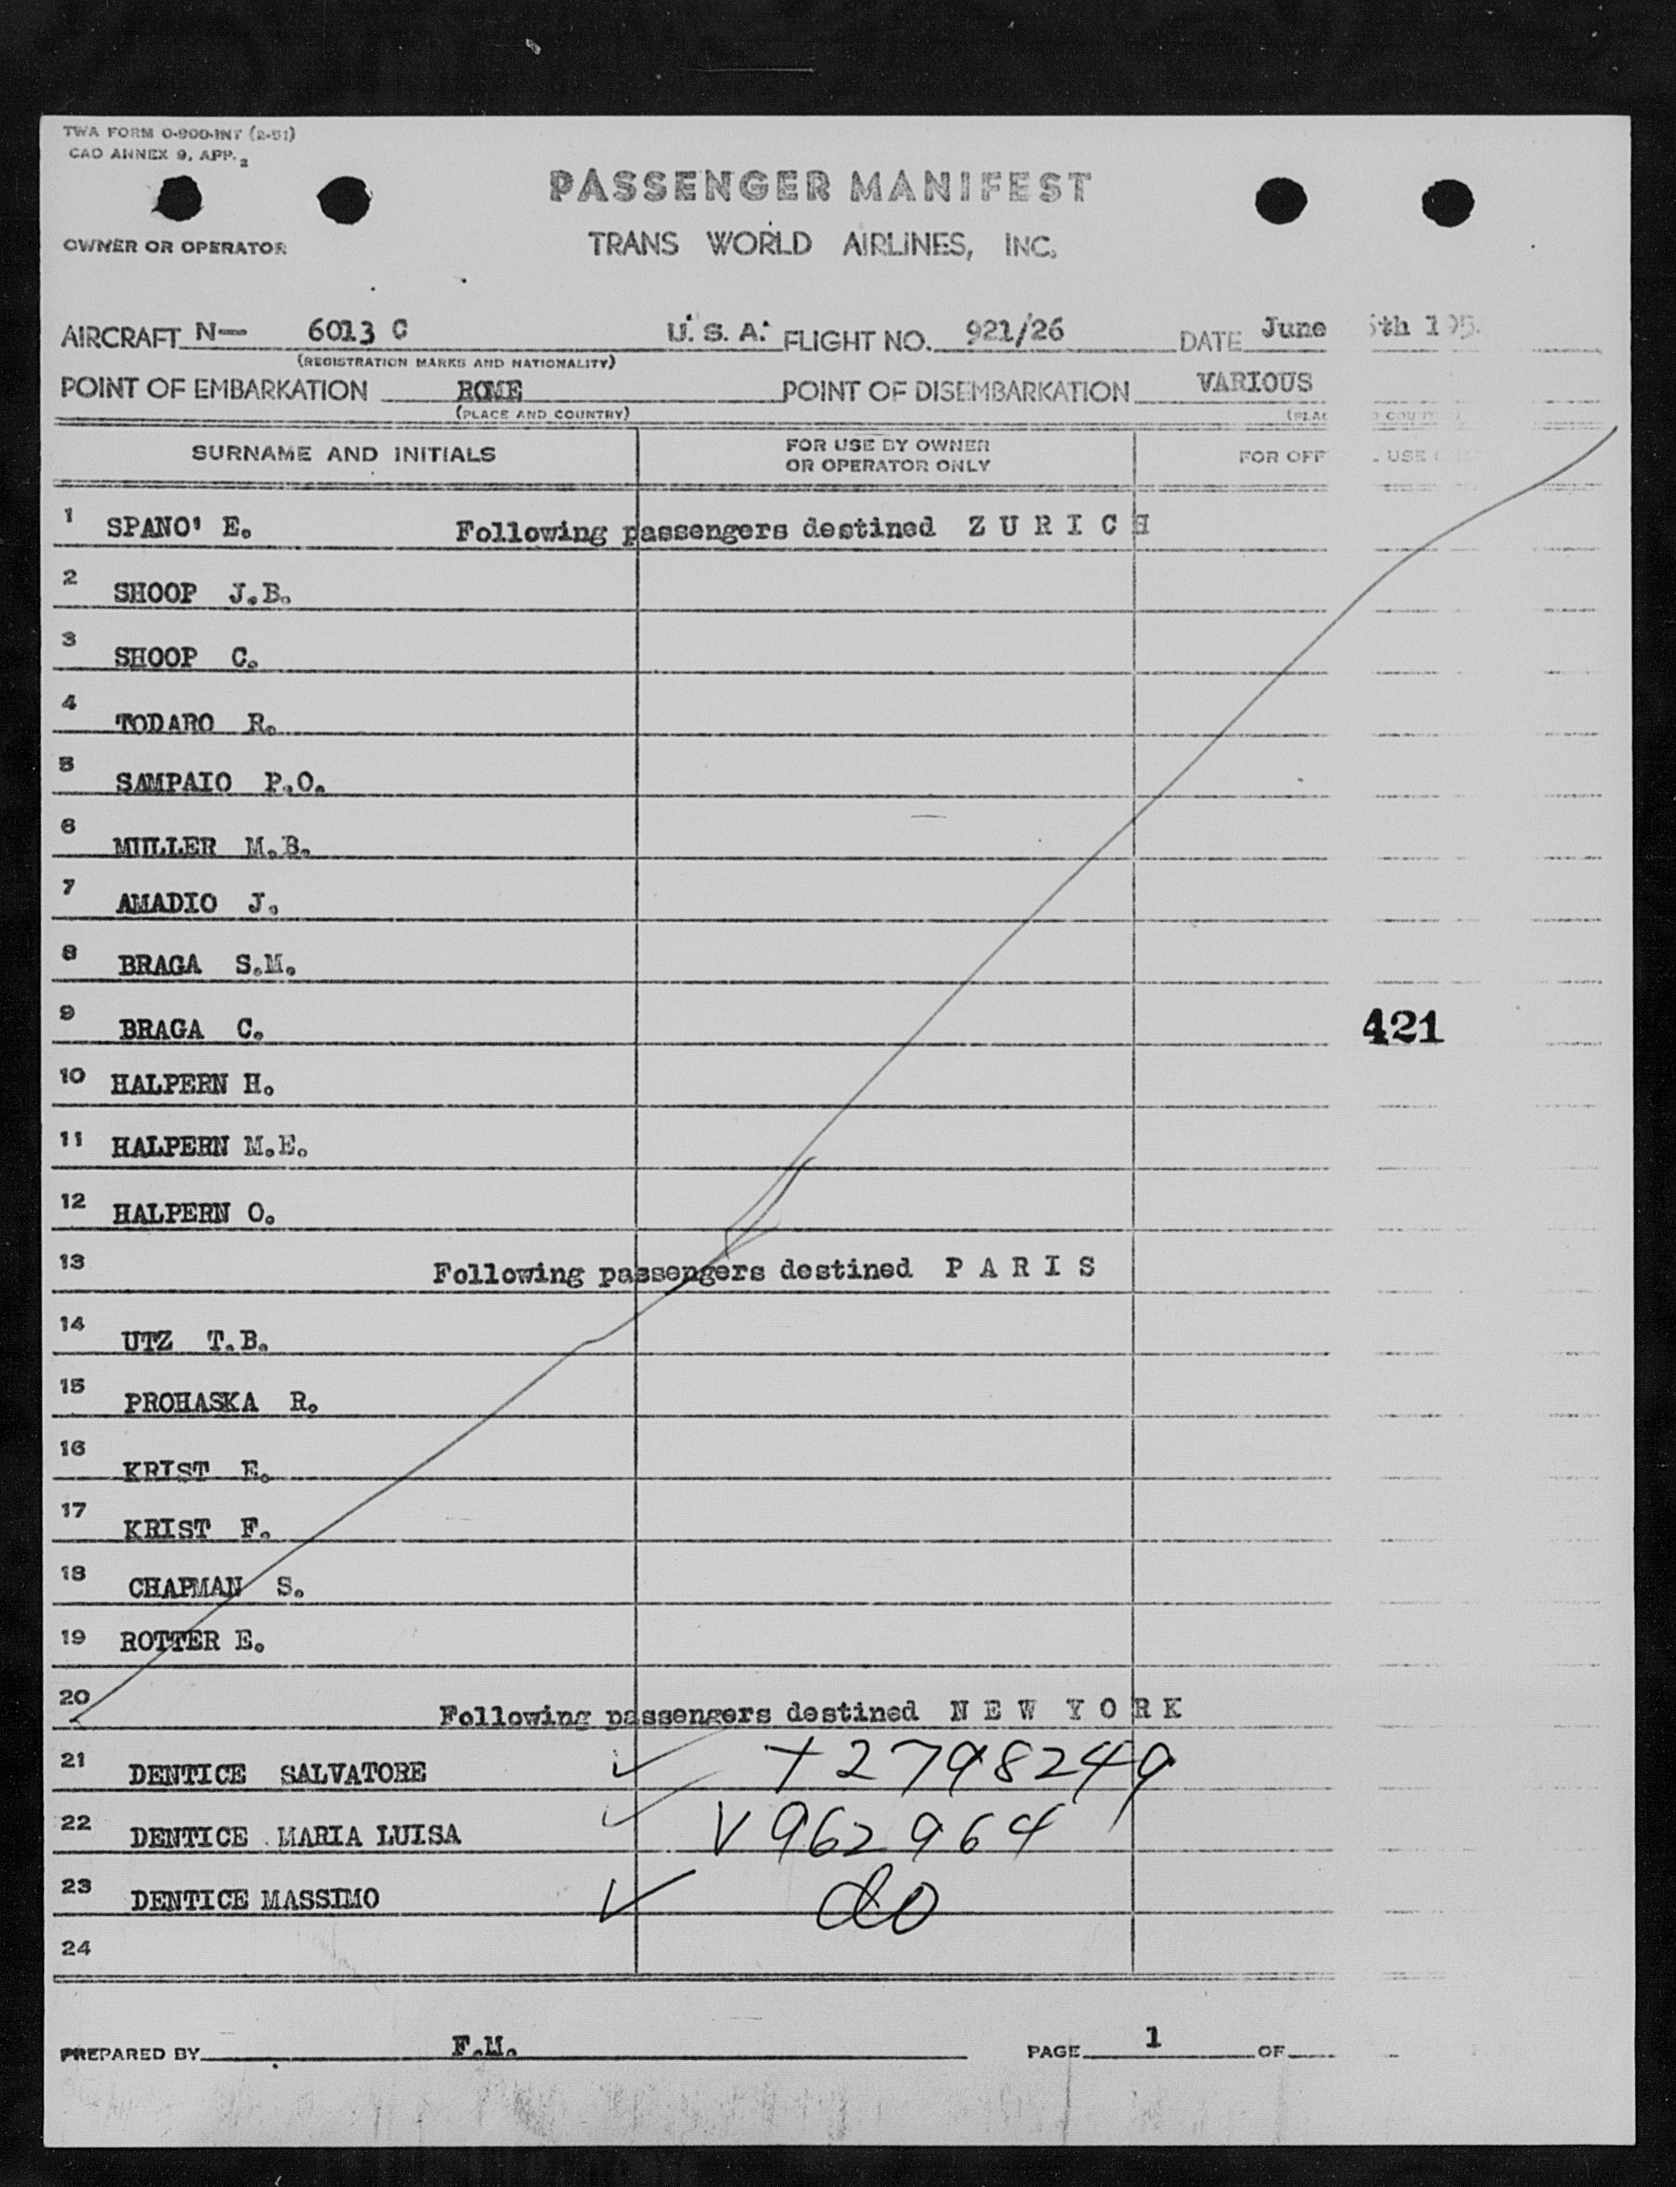 TWA FORM O-900-INT (2-51)
CAO ANNEX 9, APP. 2
PASSENGER MANIFEST
OWNER OR OPERATOR
TRANS WORLD AIRLINES, INC.
AIRCRAFT N— 6013 C U. S. A. FLIGHT NO. 921/26 DATE June
(REGISTRATION MARKS AND NATIONALITY)
POINT OF EMBARKATION ROME POINT OF DISEMBARKATION VARIOUS
(PLACE AND COUNTRY)
SURNAME AND INITIALS
FOR USE BY OWNER
OR OPERATOR ONLY
FOR OFF USE
1 SPANO' E. Following passengers destined Z U R I C H
2 SHOOP J.B.
3 SHOOP C.
4 TODARO R.
5 SAMPAIO P.O.
6 MULLER M.B.
7 AMADIO J.
8 BRAGA S.M.
9 BRAGA C. 421
10 HALPERN H.
11 HALPERN M.E.
12 HALPERN O.
13 Following passengers destined P A R I S
14 UTZ T.B.
15 PROHASKA R.
16 KRIST E.
17 KRIST F.
18 CHAPMAN S.
19 ROTTER E.
20 Following passengers destined N E W Y O R K
21 DENTICE SALVATORE ✓ T2798249
22 DENTICE MARIA LUISA ✓ V962964
23 DENTICE MASSIMO ✓ do
24
PREPARED BY F.M. PAGE 1 OF